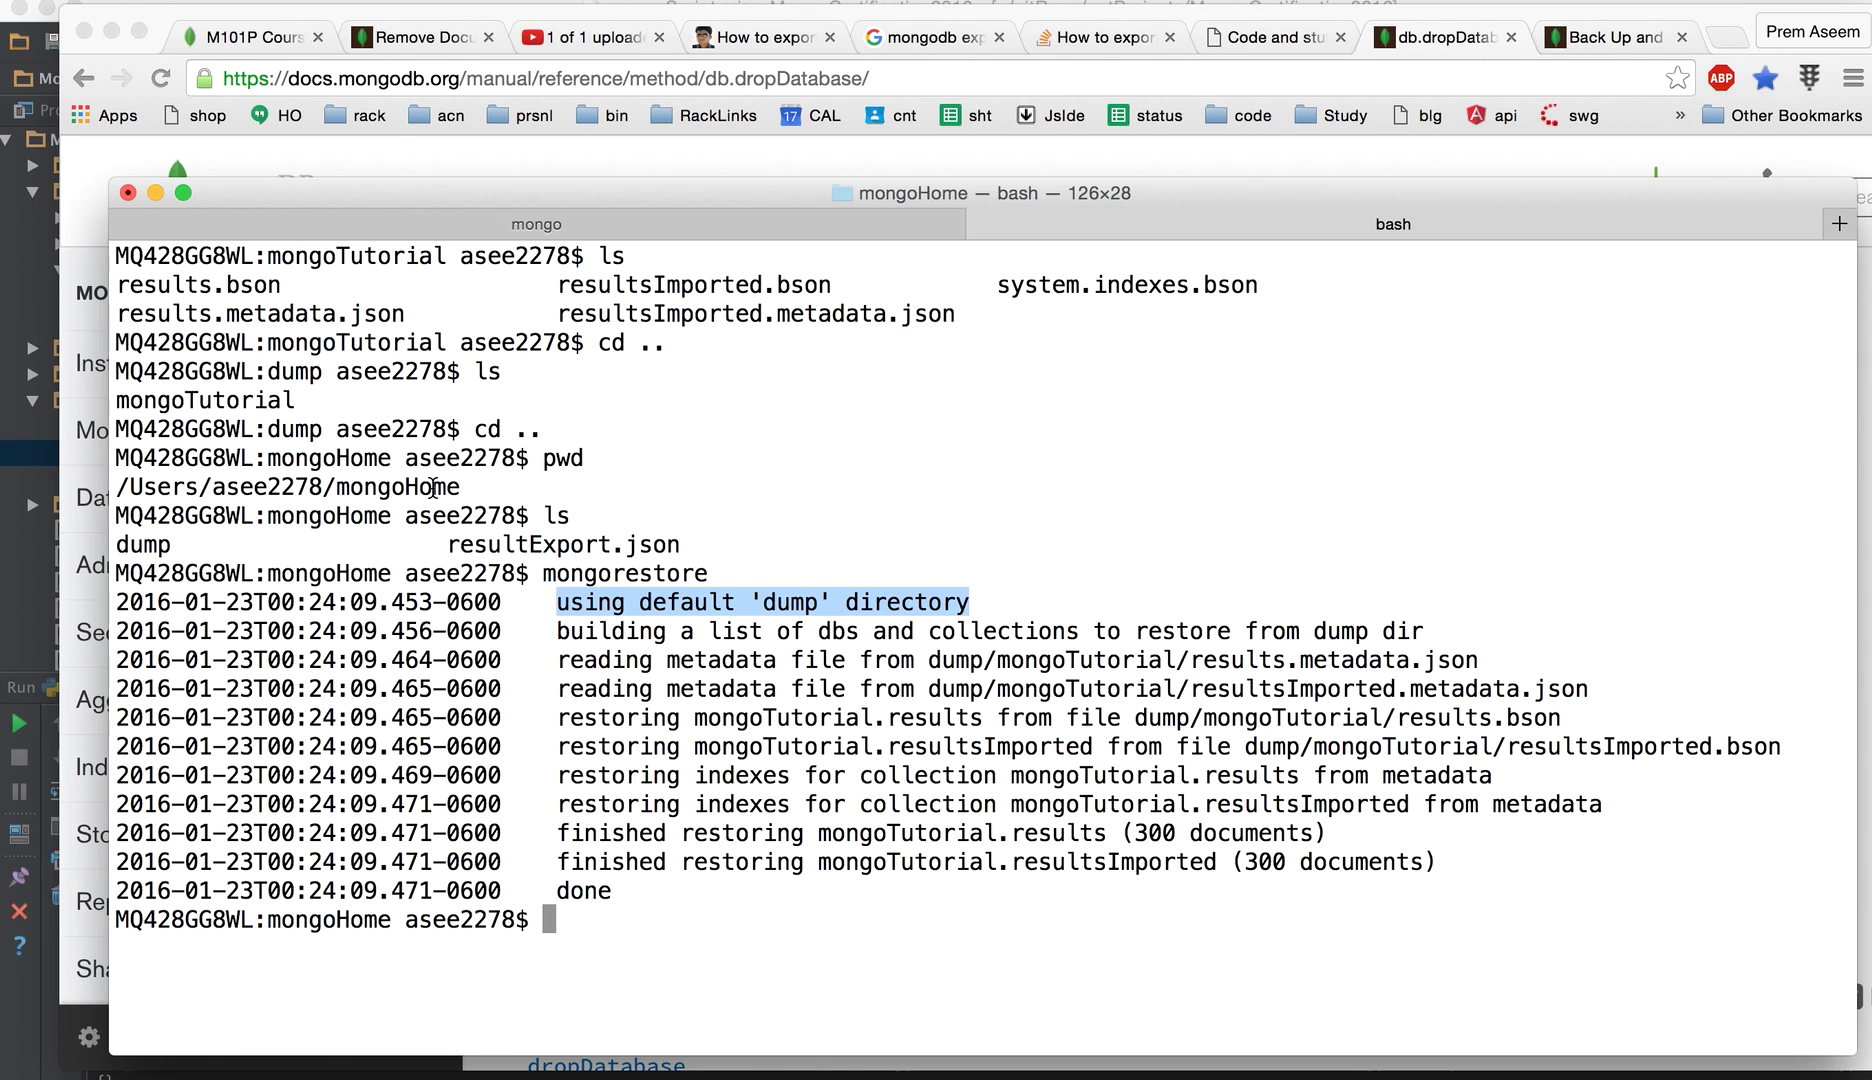 M101P Cours
Remove Docu
1 of 1 upload
How to expor
mongodb exp
How to expor
Code and stu
db.dropDatab
Back Up and
Prem Aseem
https://docs.mongodb.org/manual/reference/method/db.dropDatabase/
ABP
Apps
shop
HO
rack
acn
prsnl
bin
RackLinks
17 CAL
cnt
sht
JsIde
status
code
Study
blg
api
swg
»
Other Bookmarks
mongoHome — bash — 126×28
mongo
bash
+
MQ428GG8WL:mongoTutorial asee2278$ ls
results.bson resultsImported.bson system.indexes.bson
results.metadata.json resultsImported.metadata.json
MQ428GG8WL:mongoTutorial asee2278$ cd ..
MQ428GG8WL:dump asee2278$ ls
mongoTutorial
MQ428GG8WL:dump asee2278$ cd ..
MQ428GG8WL:mongoHome asee2278$ pwd
/Users/asee2278/mongoHome
MQ428GG8WL:mongoHome asee2278$ ls
dump resultExport.json
MQ428GG8WL:mongoHome asee2278$ mongorestore
2016-01-23T00:24:09.453-0600 using default 'dump' directory
2016-01-23T00:24:09.456-0600 building a list of dbs and collections to restore from dump dir
2016-01-23T00:24:09.464-0600 reading metadata file from dump/mongoTutorial/results.metadata.json
2016-01-23T00:24:09.465-0600 reading metadata file from dump/mongoTutorial/resultsImported.metadata.json
2016-01-23T00:24:09.465-0600 restoring mongoTutorial.results from file dump/mongoTutorial/results.bson
2016-01-23T00:24:09.465-0600 restoring mongoTutorial.resultsImported from file dump/mongoTutorial/resultsImported.bson
2016-01-23T00:24:09.469-0600 restoring indexes for collection mongoTutorial.results from metadata
2016-01-23T00:24:09.471-0600 restoring indexes for collection mongoTutorial.resultsImported from metadata
2016-01-23T00:24:09.471-0600 finished restoring mongoTutorial.results (300 documents)
2016-01-23T00:24:09.471-0600 finished restoring mongoTutorial.resultsImported (300 documents)
2016-01-23T00:24:09.471-0600 done
MQ428GG8WL:mongoHome asee2278$
MO
Inst
Mo
Dat
Adı
Sec
Agg
Ind
Sto
Rep
Sha
Run
dropDatabase